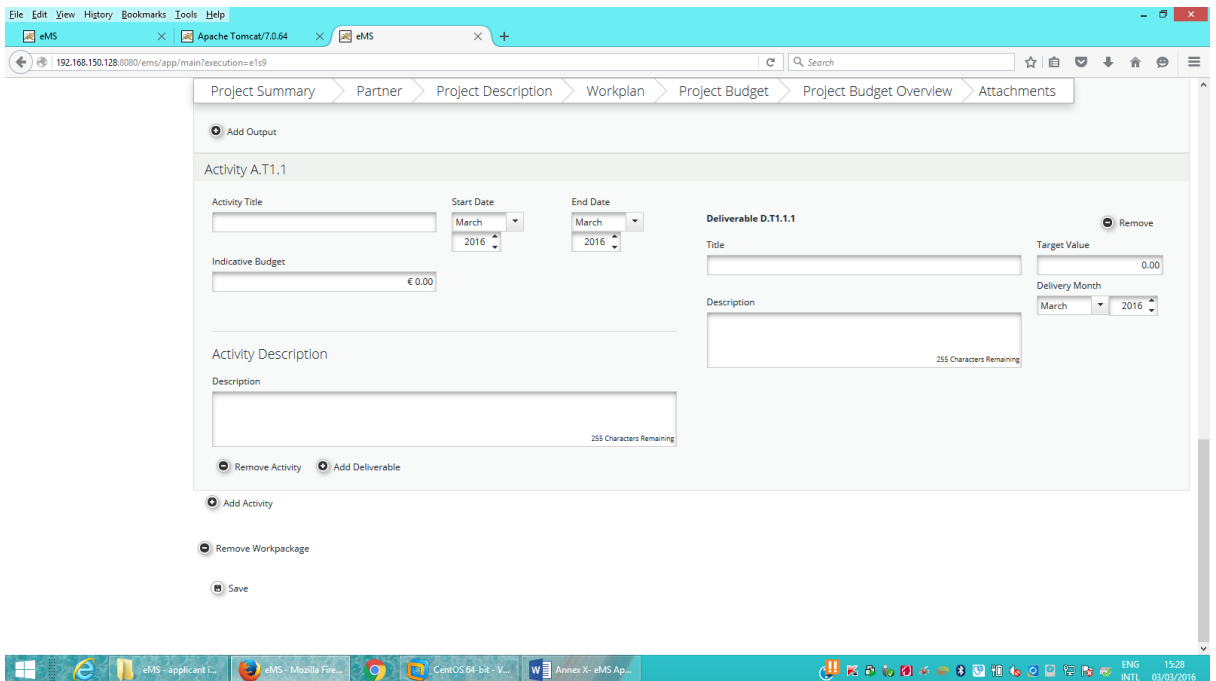 File Edit View History Bookmarks Tools Help
eMS Apache Tomcat/7.0.64 eMS
192.168.150.128:8080/ems/app/main?execution=e1s9 Search
Project Summary Partner Project Description Workplan Project Budget Project Budget Overview Attachments
Add Output
Activity A.T1.1
Activity Title Start Date End Date
Deliverable D.T1.1.1 Remove
March March
2016 2016
Title Target Value
0.00
Indicative Budget
€ 0.00
Delivery Month
Description March 2016
255 Characters Remaining
Activity Description
Description
255 Characters Remaining
Remove Activity Add Deliverable
Add Activity
Remove Workpackage
Save
eMS - applicant i... eMS - Mozilla Fire... CentOS 64-bit - V... Annex X- eMS Ap...
ENG 15:28
INTL 03/03/2016